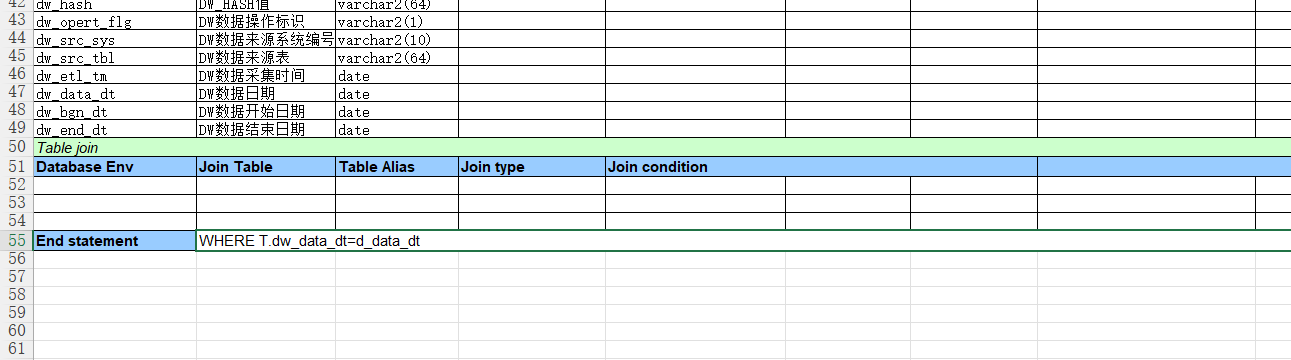 42 dw_hash DW_HASH值 varchar2(64)
43 dw_opert_flg DW数据操作标识 varchar2(1)
44 dw_src_sys DW数据来源系统编号 varchar2(10)
45 dw_src_tbl DW数据来源表 varchar2(64)
46 dw_etl_tm DW数据采集时间 date
47 dw_data_dt DW数据日期 date
48 dw_bgn_dt DW数据开始日期 date
49 dw_end_dt DW数据结束日期 date
50 Table join
51 Database Env Join Table Table Alias Join type Join condition
52
53
54
55 End statement WHERE T.dw_data_dt=d_data_dt
56
57
58
59
60
61